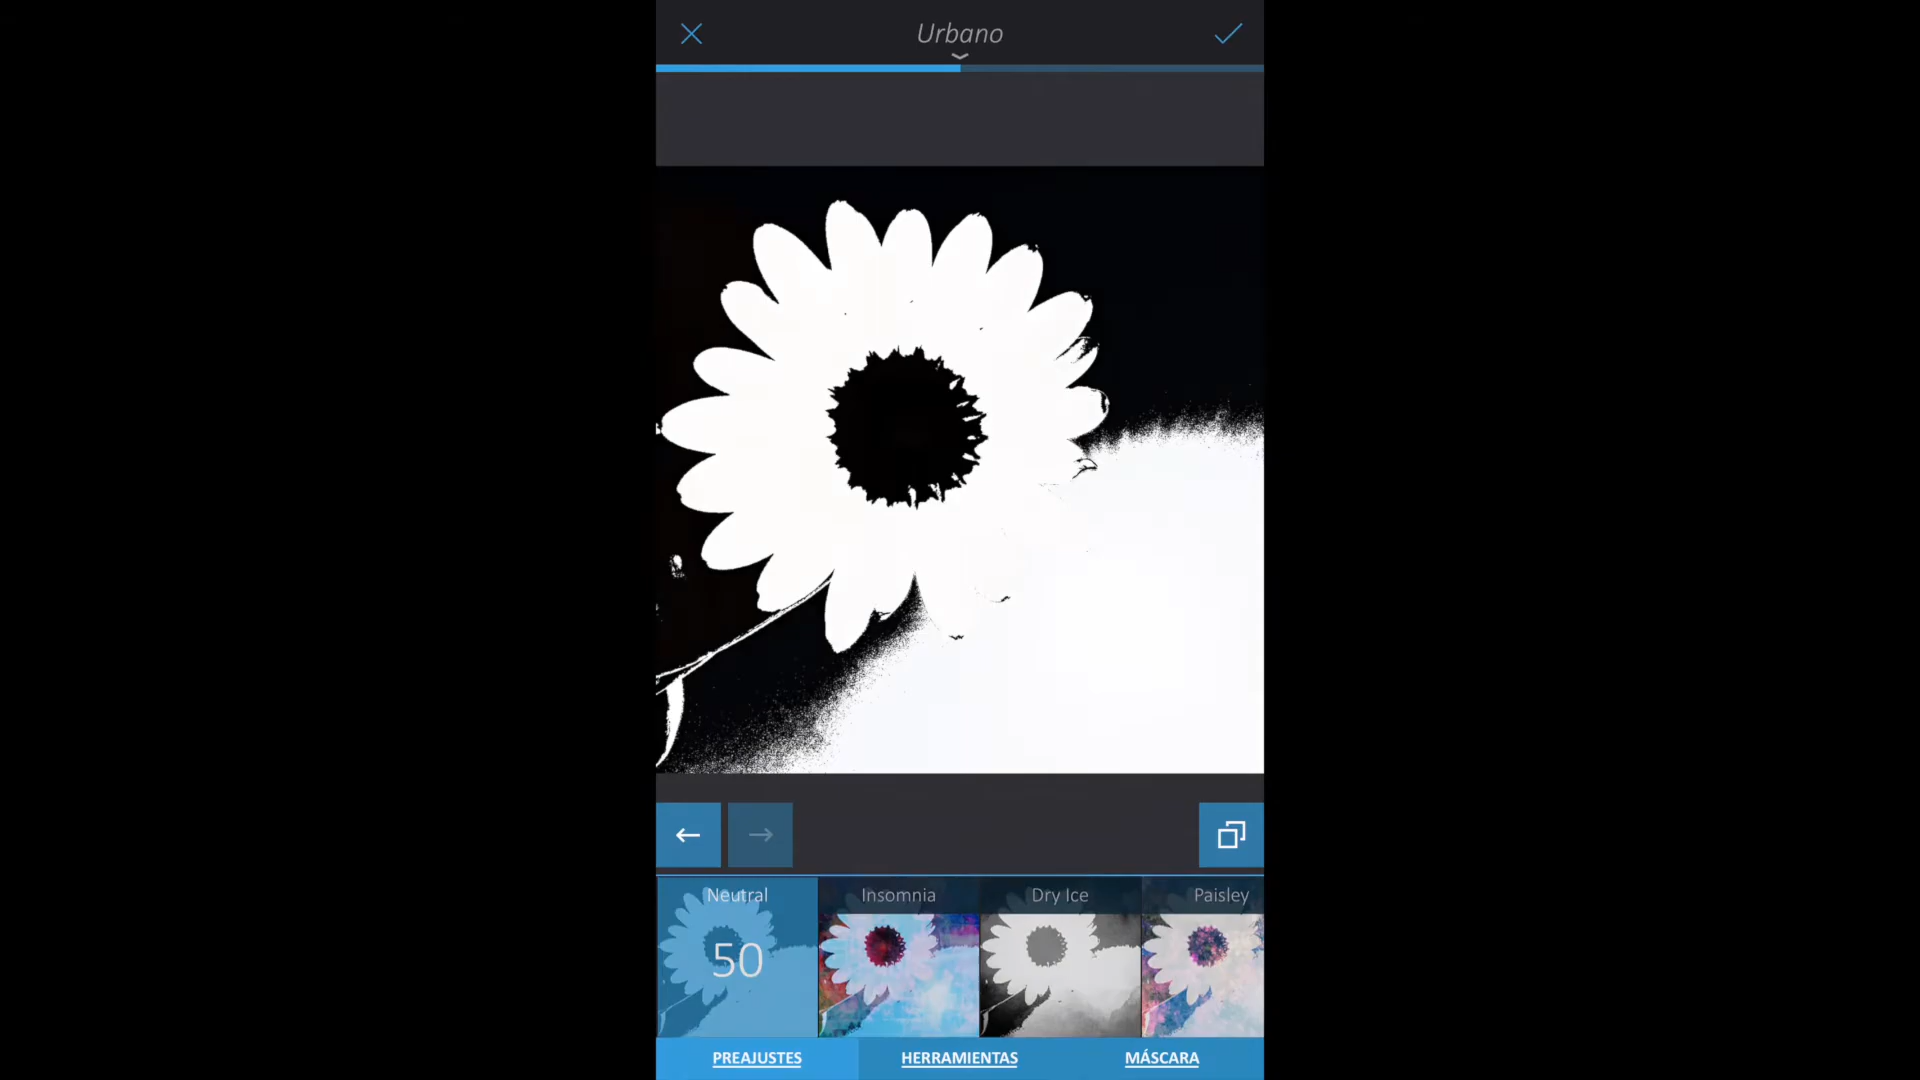 Urbano
Neutral
Insomnia
Dry Ice
Paisley
50
PREAJUSTES
HERRAMIENTAS
MÁSCARA